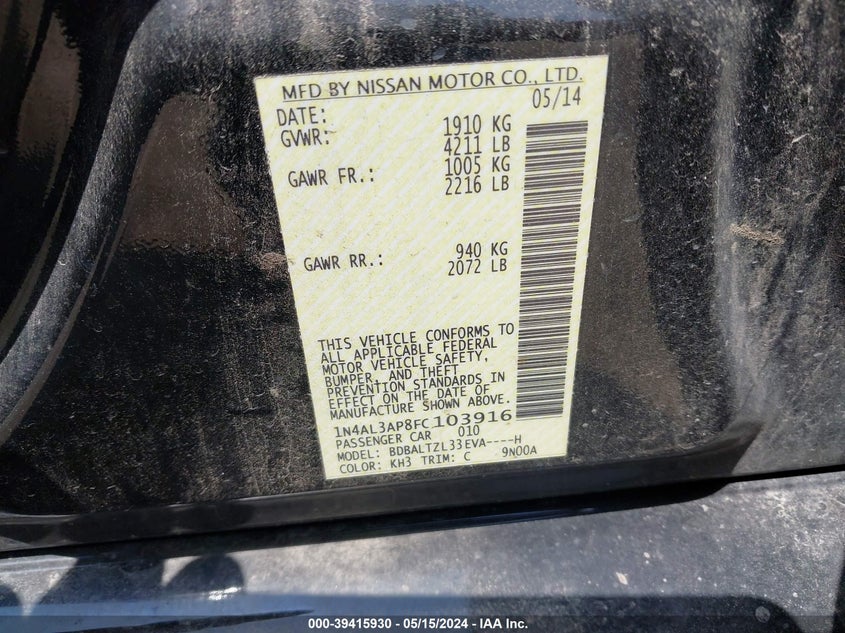 MFD BY NISSAN MOTOR CO., LTD.
DATE: 05/14
GVWR: 1910 KG
4211 LB
GAWR FR.: 1005 KG
2216 LB
GAWR RR.: 940 KG
2072 LB
THIS VEHICLE CONFORMS TO
ALL APPLICABLE FEDERAL
MOTOR VEHICLE SAFETY,
BUMPER, AND THEFT
PREVENTION STANDARDS IN
EFFECT ON THE DATE OF
MANUFACTURE SHOWN ABOVE.
1N4AL3AP8FC103916
PASSENGER CAR 010
MODEL: BDBALTZL33EVA----H
COLOR: KH3 TRIM: C 9N00A
000-39415930 - 05/15/2024 - IAA Inc.